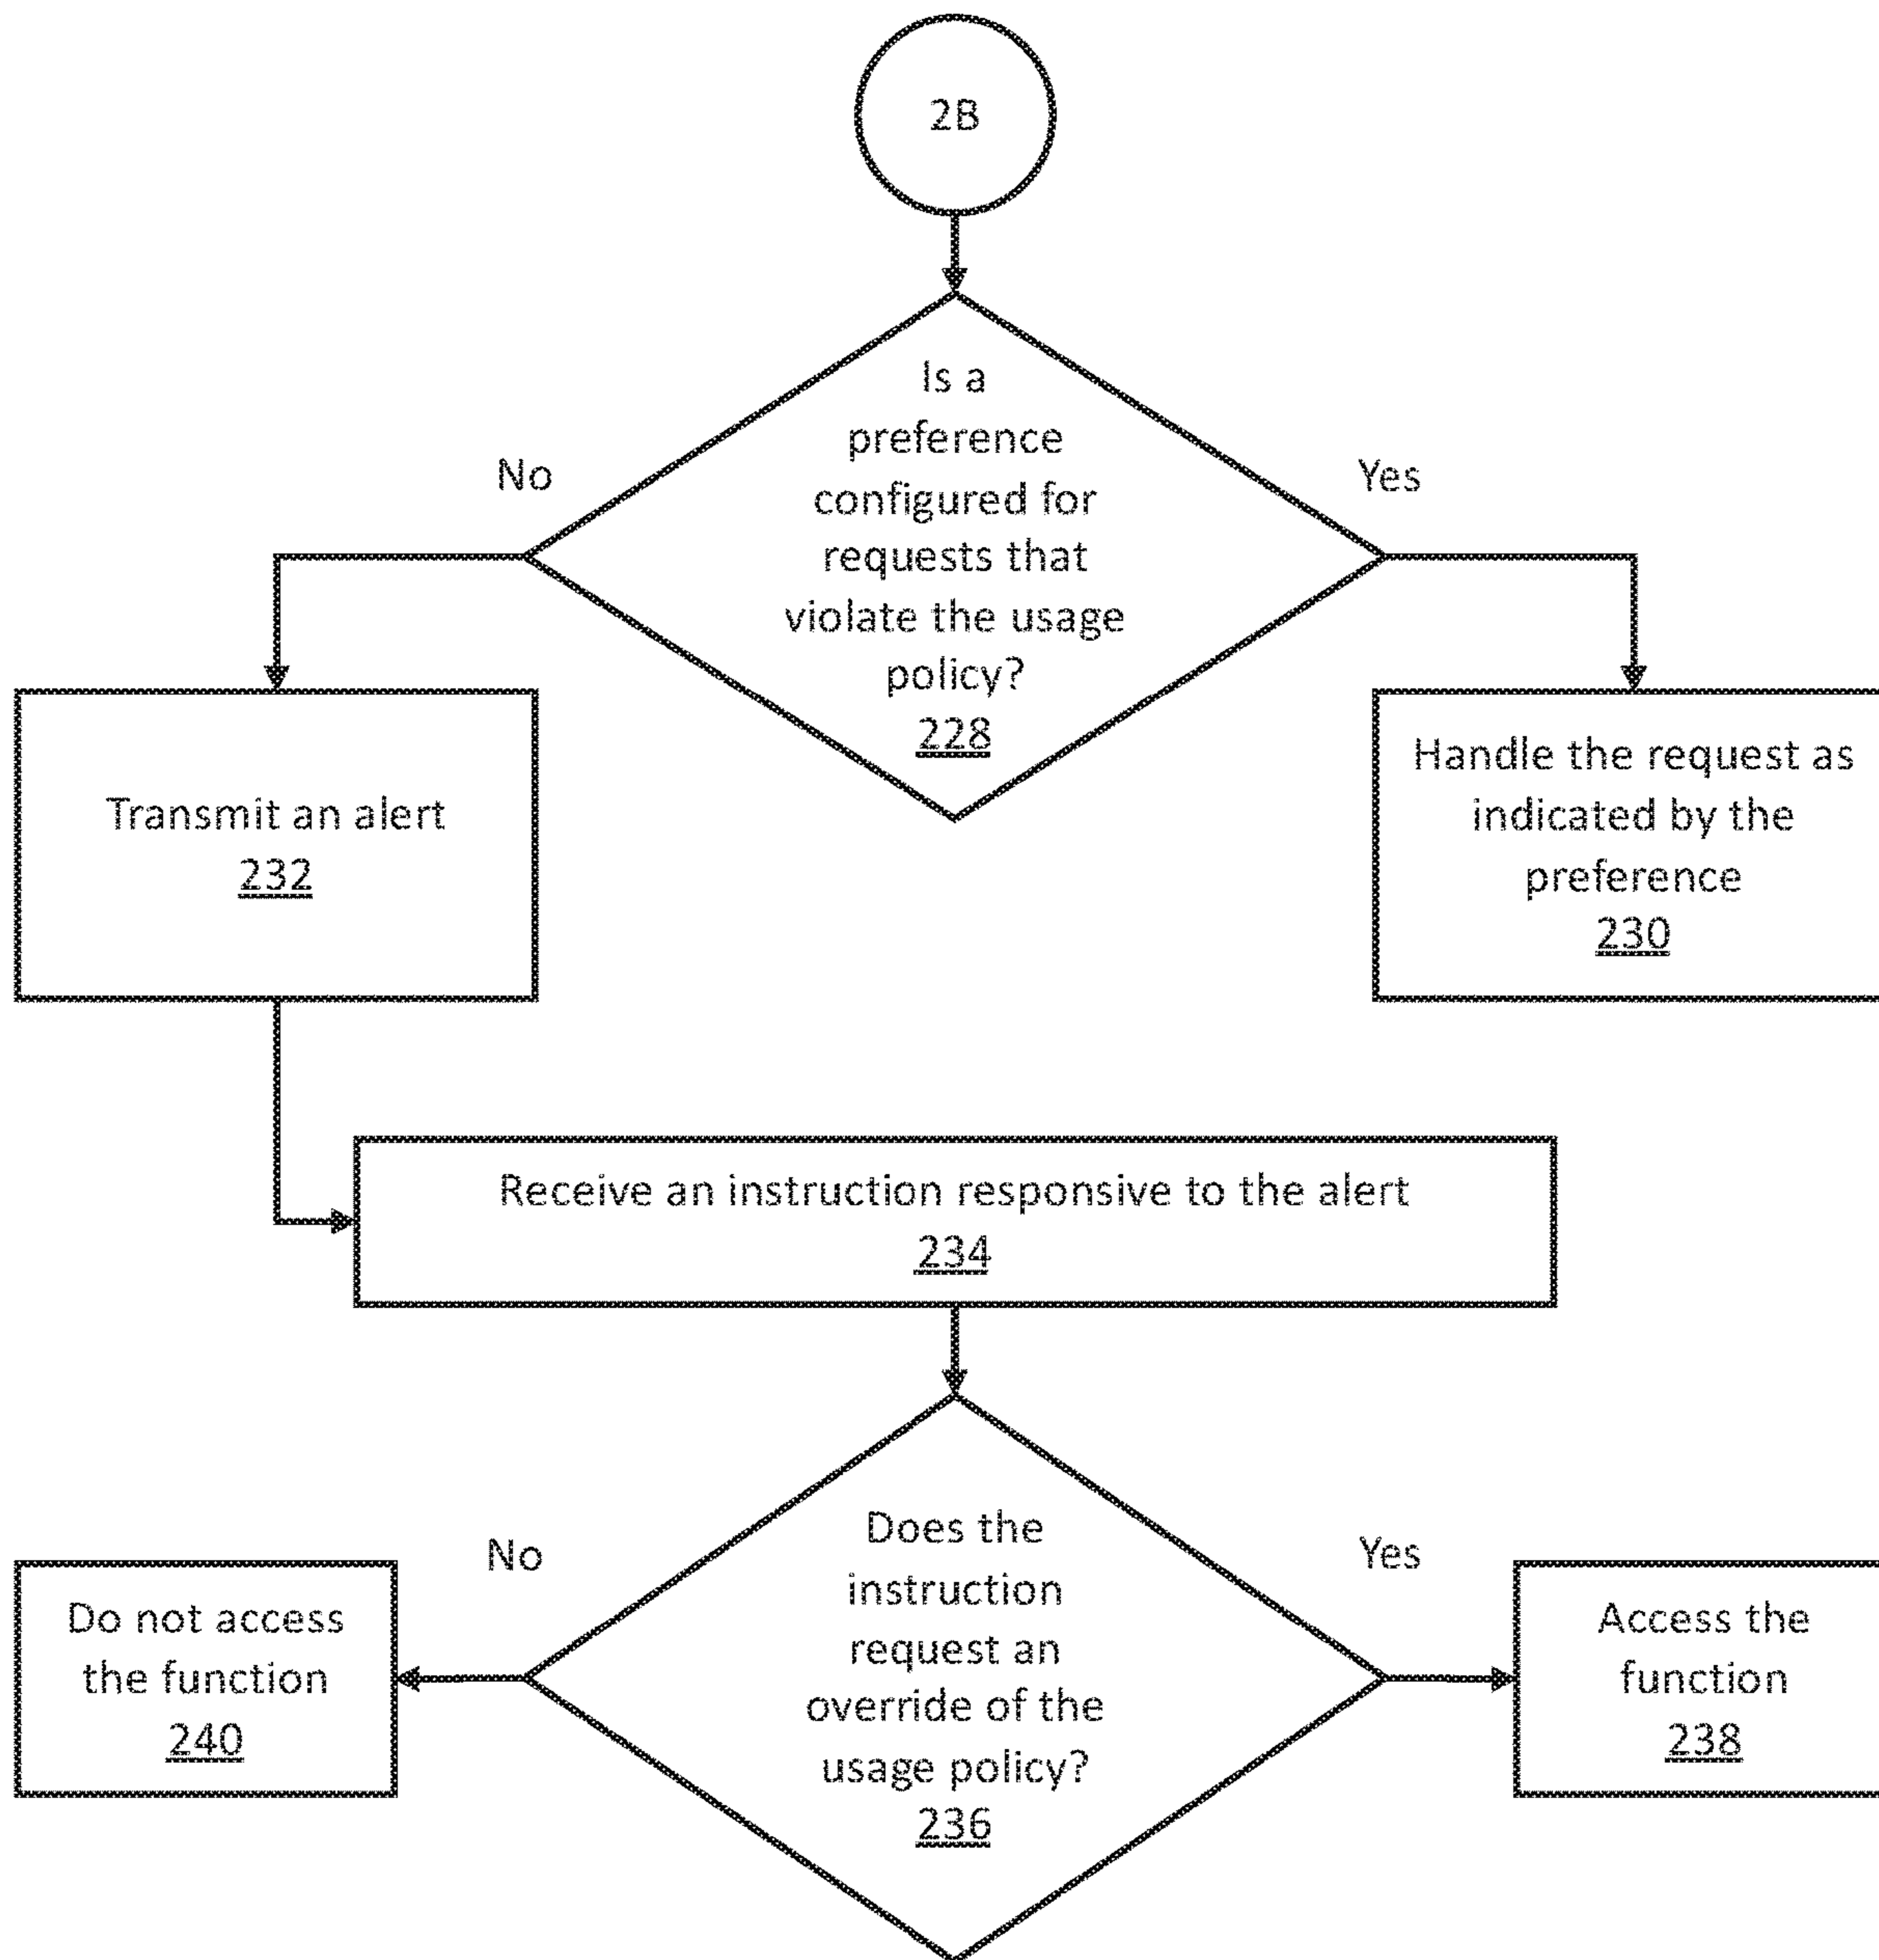 2B
Is a
preference
configured for
requests that
violate the usage
policy?
228
No
Yes
Transmit an alert
232
Handle the request as
indicated by the
preference
230
Receive an instruction responsive to the alert
234
Does the
instruction
request an
override of the
usage policy?
236
No
Yes
Do not access
the function
240
Access the
function
238